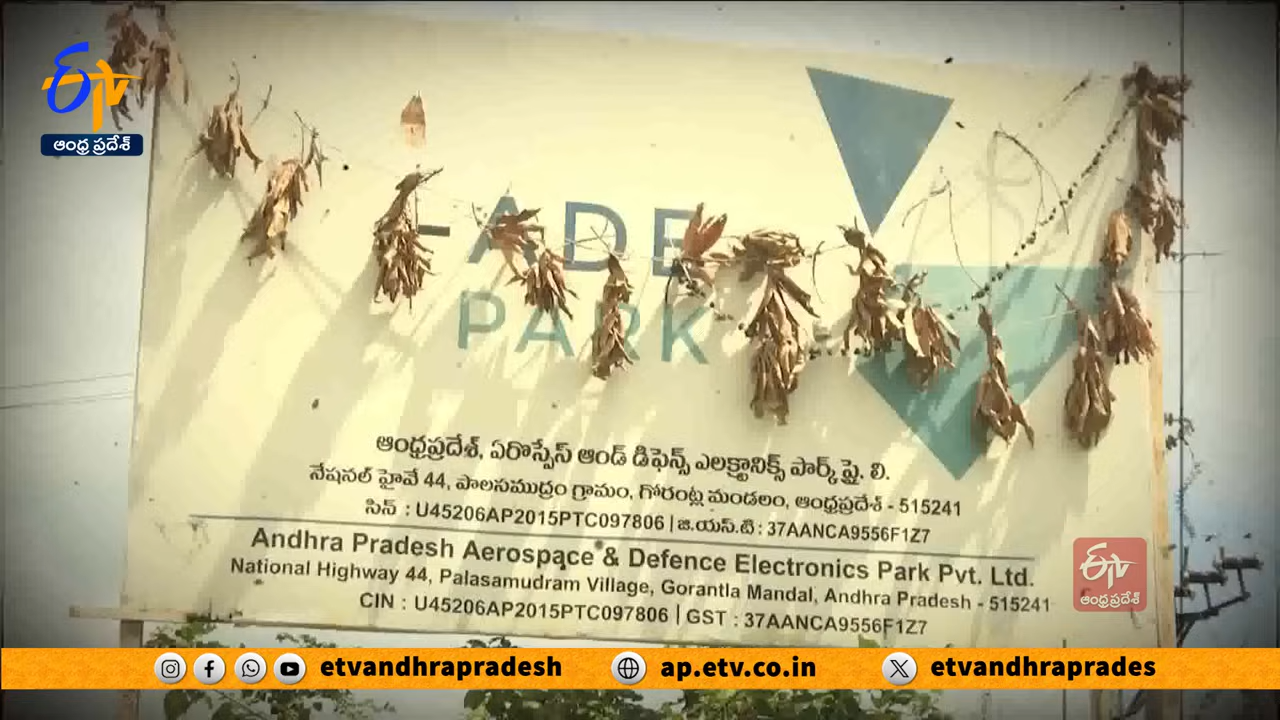 ETV
ఆంధ్ర ప్రదేశ్
ADE
PARK
ఆంధ్రప్రదేశ్, ఏరోస్పేస్ ఆండ్ డిఫెన్స్ ఎలక్ట్రానిక్స్ పార్క్ ప్రై. లి.
నేషనల్ హైవే 44, పాలసముద్రం గ్రామం, గోరంట్ల మండలం, ఆంధ్రప్రదేశ్ - 515241
సిన్ : U45206AP2015PTC097806 | జి.యస్.టి : 37AANCA9556F1Z7
Andhra Pradesh Aerospace & Defence Electronics Park Pvt. Ltd.
National Highway 44, Palasamudram Village, Gorantla Mandal, Andhra Pradesh - 515241
CIN : U45206AP2015PTC097806 | GST : 37AANCA9556F1Z7
ETV
ఆంధ్రప్రదేశ్
etvandhrapradesh ap.etv.co.in etvandhraprades